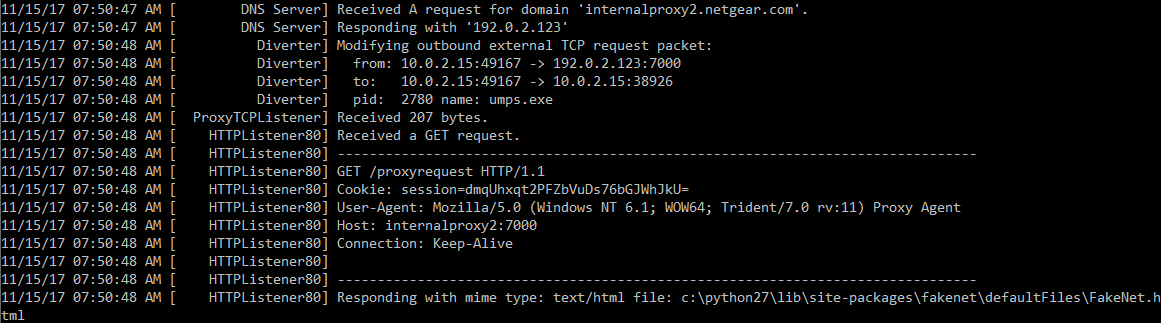 11/15/17 07:50:47 AM [ DNS Server] Received A request for domain 'internalproxy2.netgear.com'.
11/15/17 07:50:47 AM [ DNS Server] Responding with '192.0.2.123'
11/15/17 07:50:48 AM [ Diverter] Modifying outbound external TCP request packet:
11/15/17 07:50:48 AM [ Diverter] from: 10.0.2.15:49167 -> 192.0.2.123:7000
11/15/17 07:50:48 AM [ Diverter] to: 10.0.2.15:49167 -> 10.0.2.15:38926
11/15/17 07:50:48 AM [ Diverter] pid: 2780 name: umps.exe
11/15/17 07:50:48 AM [ ProxyTCPListener] Received 207 bytes.
11/15/17 07:50:48 AM [ HTTPListener80] Received a GET request.
11/15/17 07:50:48 AM [ HTTPListener80] --------------------------------------------------------------------------------
11/15/17 07:50:48 AM [ HTTPListener80] GET /proxyrequest HTTP/1.1
11/15/17 07:50:48 AM [ HTTPListener80] Cookie: session=dmqUhxqt2PFZbVuDs76bGJWhJkU=
11/15/17 07:50:48 AM [ HTTPListener80] User-Agent: Mozilla/5.0 (Windows NT 6.1; WOW64; Trident/7.0 rv:11) Proxy Agent
11/15/17 07:50:48 AM [ HTTPListener80] Host: internalproxy2:7000
11/15/17 07:50:48 AM [ HTTPListener80] Connection: Keep-Alive
11/15/17 07:50:48 AM [ HTTPListener80]
11/15/17 07:50:48 AM [ HTTPListener80] --------------------------------------------------------------------------------
11/15/17 07:50:48 AM [ HTTPListener80] Responding with mime type: text/html file: c:\python27\lib\site-packages\fakenet\defaultFiles\FakeNet.h
tml